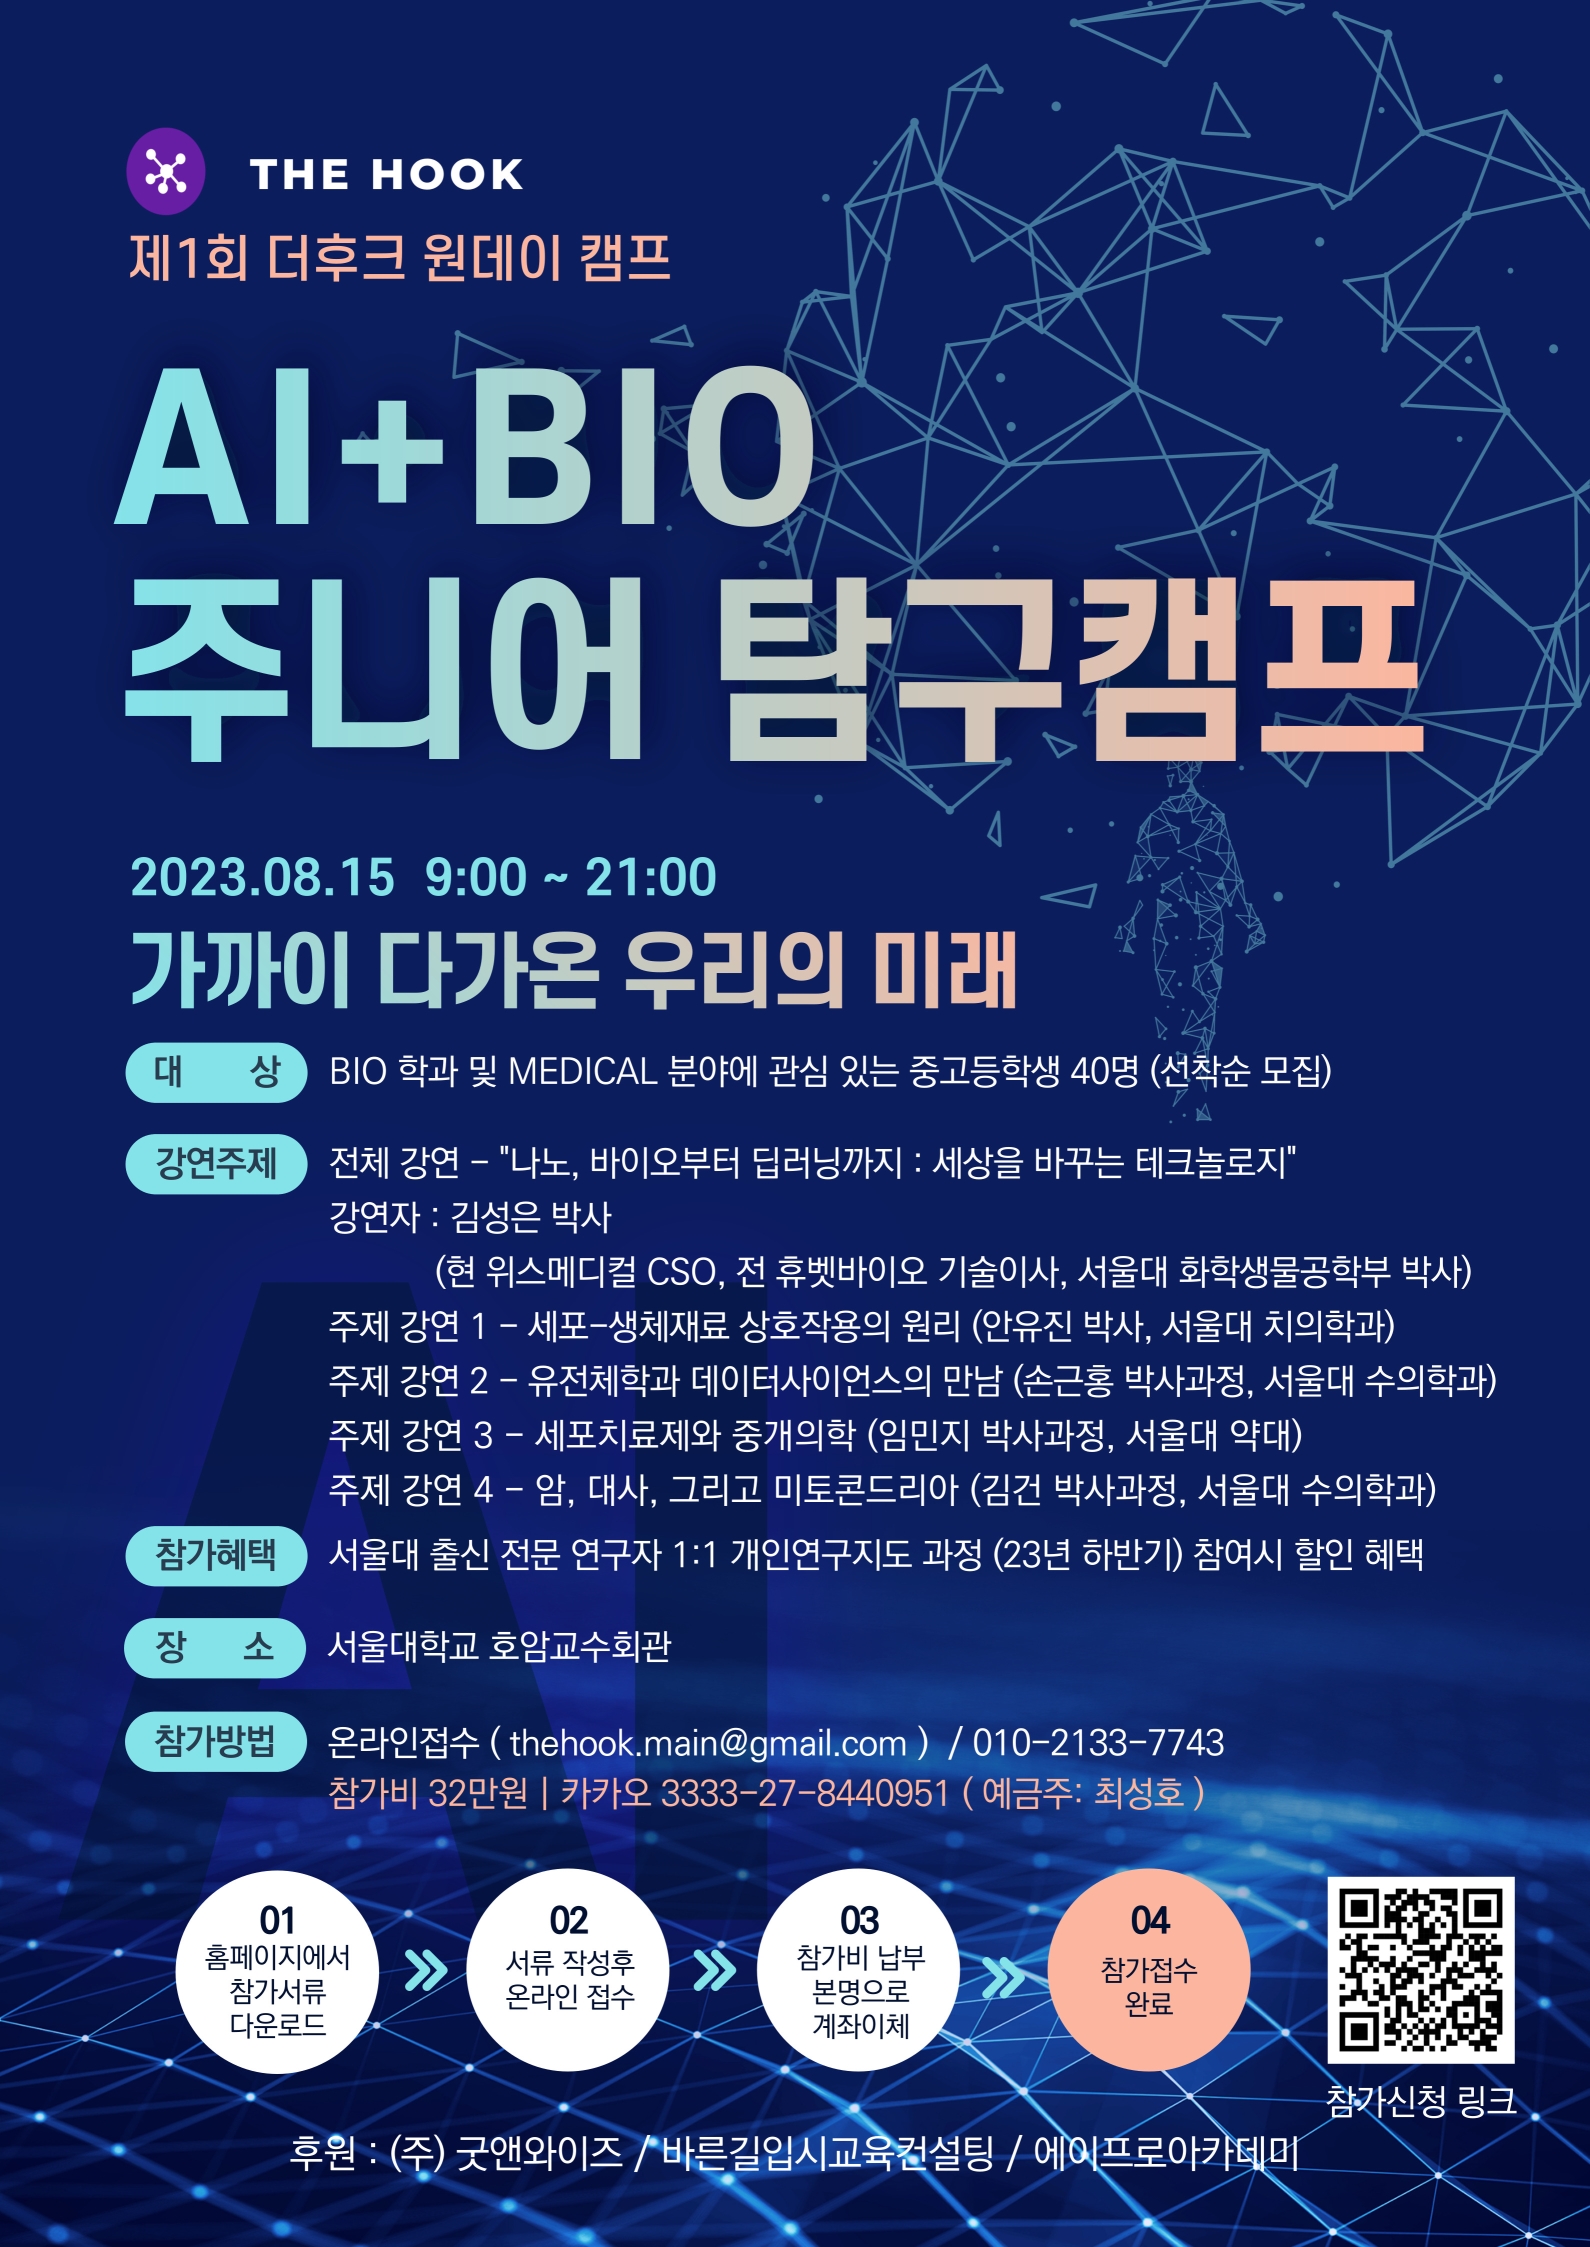 THE HOOK
제1회 더후크 원데이 캠프
AI+BIO
주니어 탐구캠프
2023.08.15 9:00 ~ 21:00
가까이 다가온 우리의 미래
대 상 BIO 학과 및 MEDICAL 분야에 관심 있는 중고등학생 40명 (선착순 모집)
강연주제 전체 강연 - "나노, 바이오부터 딥러닝까지 : 세상을 바꾸는 테크놀로지"
강연자 : 김성은 박사
(현 위스메디컬 CSO, 전 휴벳바이오 기술이사, 서울대 화학생물공학부 박사)
주제 강연 1 - 세포-생체재료 상호작용의 원리 (안유진 박사, 서울대 치의학과)
주제 강연 2 - 유전체학과 데이터사이언스의 만남 (손근홍 박사과정, 서울대 수의학과)
주제 강연 3 - 세포치료제와 중개의학 (임민지 박사과정, 서울대 약대)
주제 강연 4 - 암, 대사, 그리고 미토콘드리아 (김건 박사과정, 서울대 수의학과)
참가혜택 서울대 출신 전문 연구자 1:1 개인연구지도 과정 (23년 하반기) 참여시 할인 혜택
장 소 서울대학교 호암교수회관
참가방법 온라인접수 ( thehook.main@gmail.com ) / 010-2133-7743
참가비 32만원 | 카카오 3333-27-8440951 ( 예금주: 최성호 )
AI
01
홈페이지에서
참가서류
다운로드
02
서류 작성후
온라인 접수
03
참가비 납부
본명으로
계좌이체
04
참가접수
완료
참가신청 링크
후원 : (주) 굿앤와이즈 / 바른길입시교육컨설팅 / 에이프로아카데미